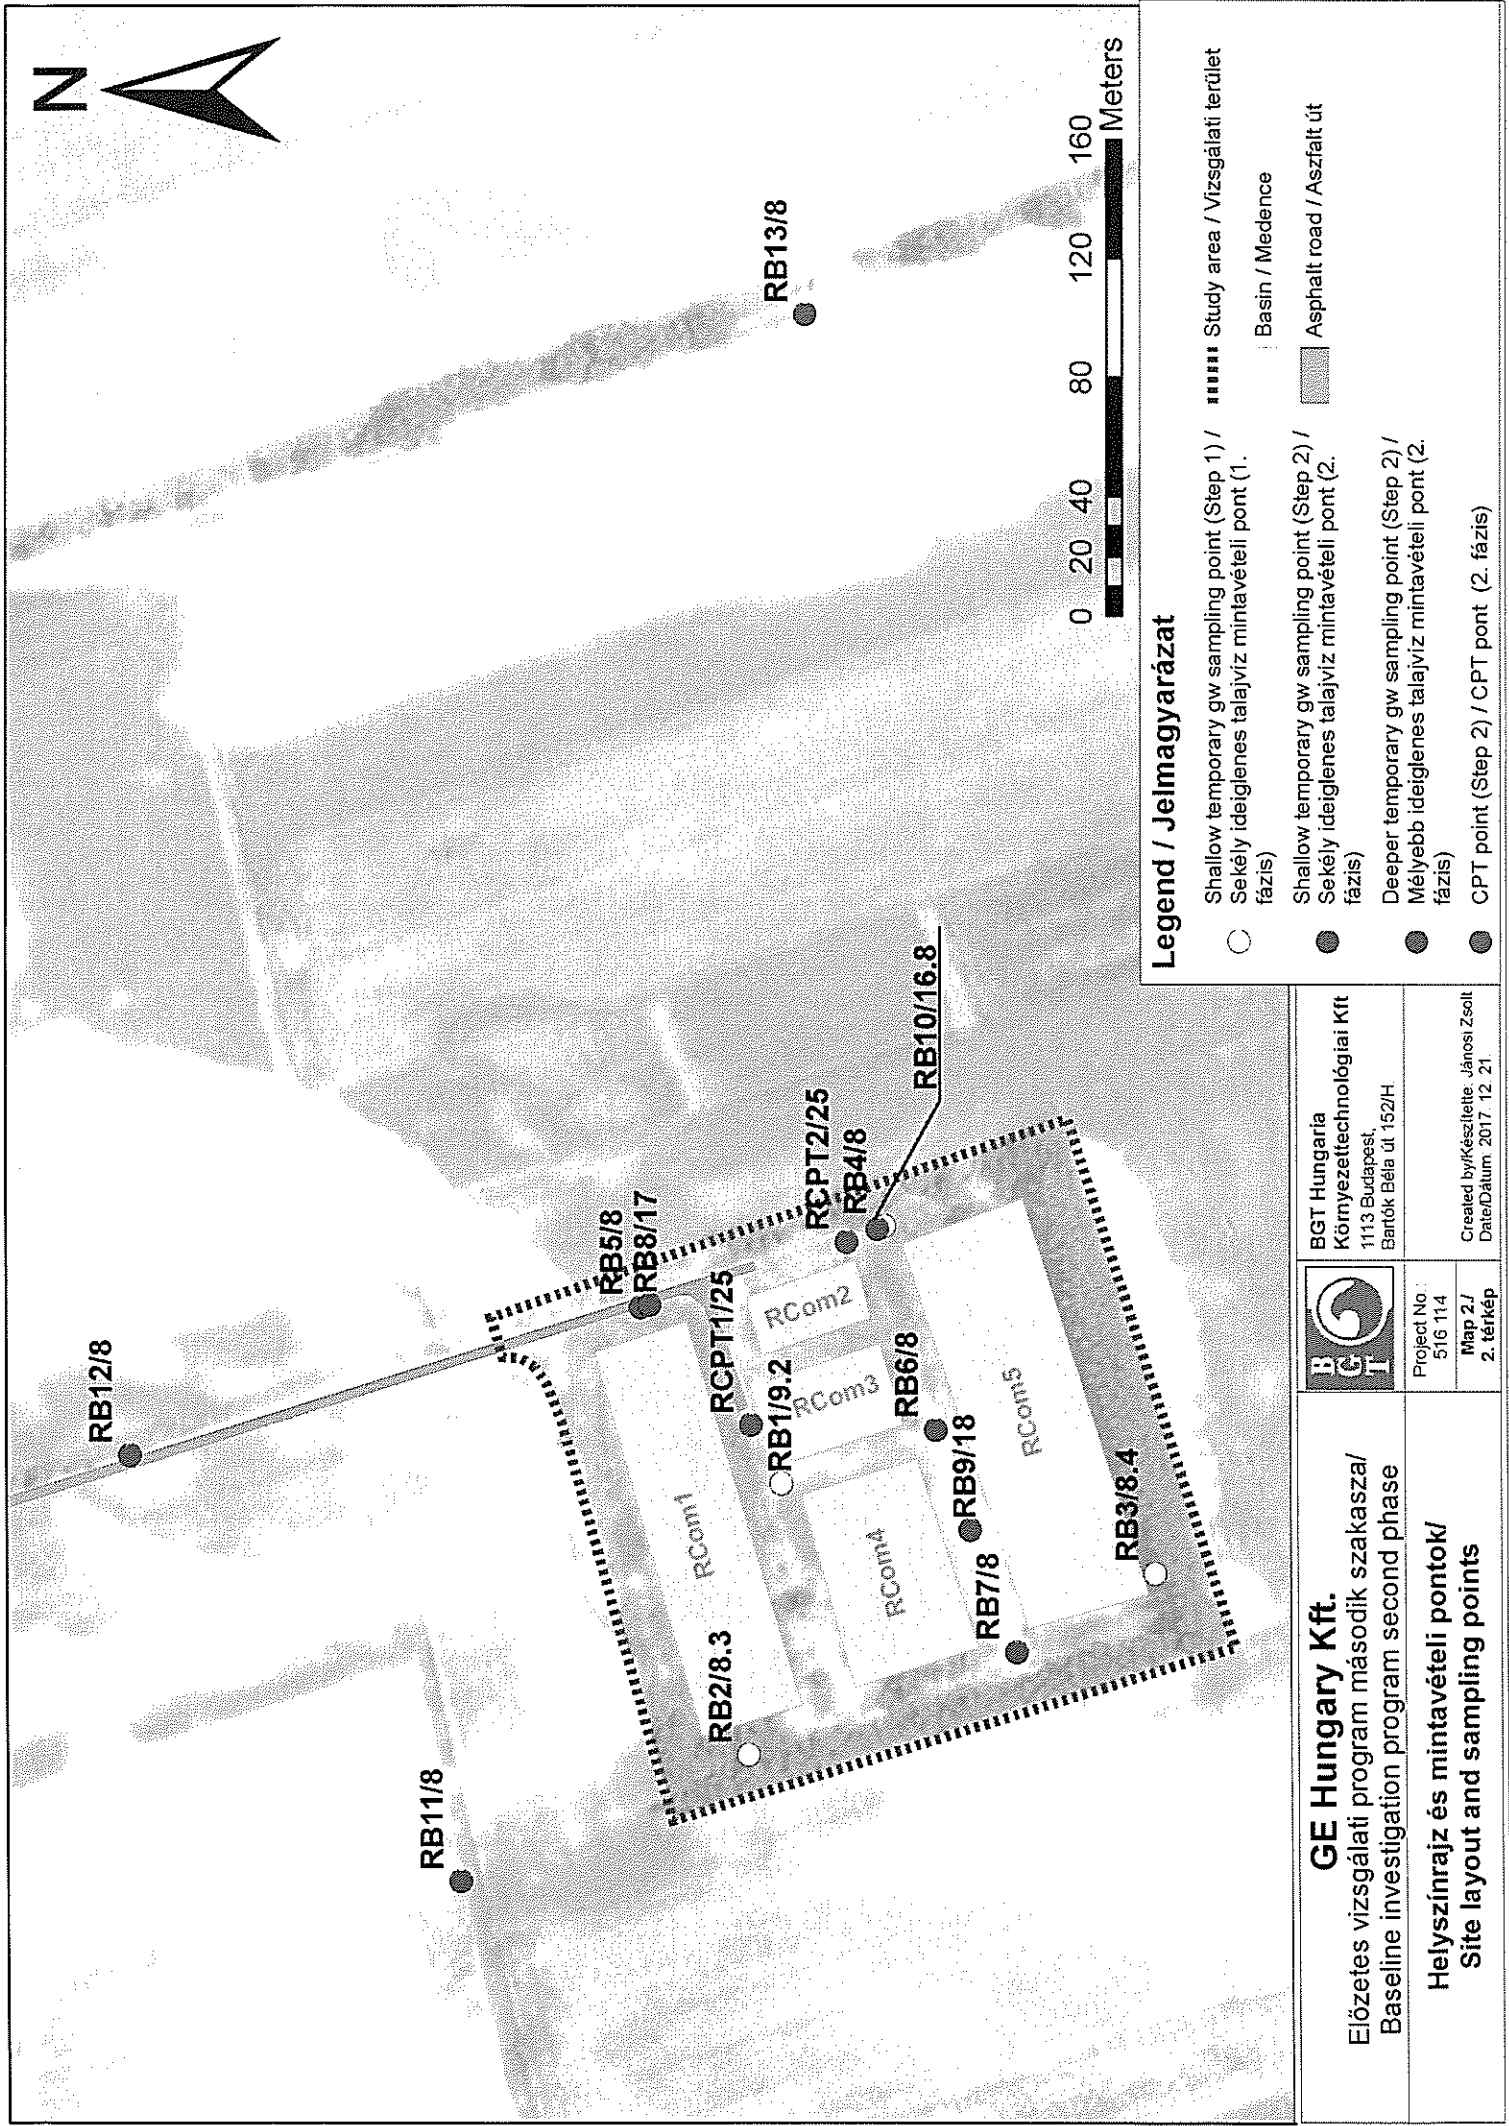 N
RB12/8
RB11/8
RB13/8
RB5/8
RB8/17
RCPT1/25
RCPT2/25
RB4/8
RB10/16.8
RB1/9.2
RB2/8.3
RB6/8
RB9/18
RB7/8
RB3/8.4
RCom1
RCom2
RCom3
RCom4
RCom5
0 20 40 80 120 160
Meters
Legend / Jelmagyarázat
Shallow temporary gw sampling point (Step 1) /
Sekély ideiglenes talajvíz mintavételi pont (1.
fázis)
Shallow temporary gw sampling point (Step 2) /
Sekély ideiglenes talajvíz mintavételi pont (2.
fázis)
Deeper temporary gw sampling point (Step 2) /
Mélyebb ideiglenes talajvíz mintavételi pont (2.
fázis)
CPT point (Step 2) / CPT pont (2. fázis)
Study area / Vizsgálati terület
Basin / Medence
Asphalt road / Aszfalt út
GE Hungary Kft.
Előzetes vizsgálati program második szakasza/
Baseline investigation program second phase
Helyszínrajz és mintavételi pontok/
Site layout and sampling points
BGT
Project No.:
516 114
Map 2./
2. térkép
BGT Hungaria
Környezettechnológiai Kft
1113 Budapest,
Bartók Béla út 152/H.
Created by/Készítette: Jánosi Zsolt
Date/Dátum: 2017. 12. 21.